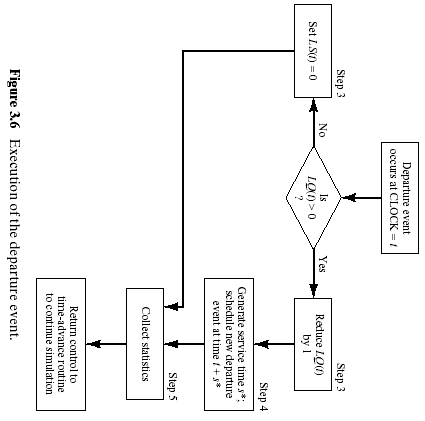 Departure event
occurs at CLOCK = t
Is
LQ(t) > 0
?
No
Yes
Step 3
Set LS(t) = 0
Step 3
Reduce LQ(t)
by 1
Step 4
Generate service time s*;
schedule new departure
event at time t + s*
Step 5
Collect statistics
Return control to
time-advance routine
to continue simulation
Figure 3.6 Execution of the departure event.